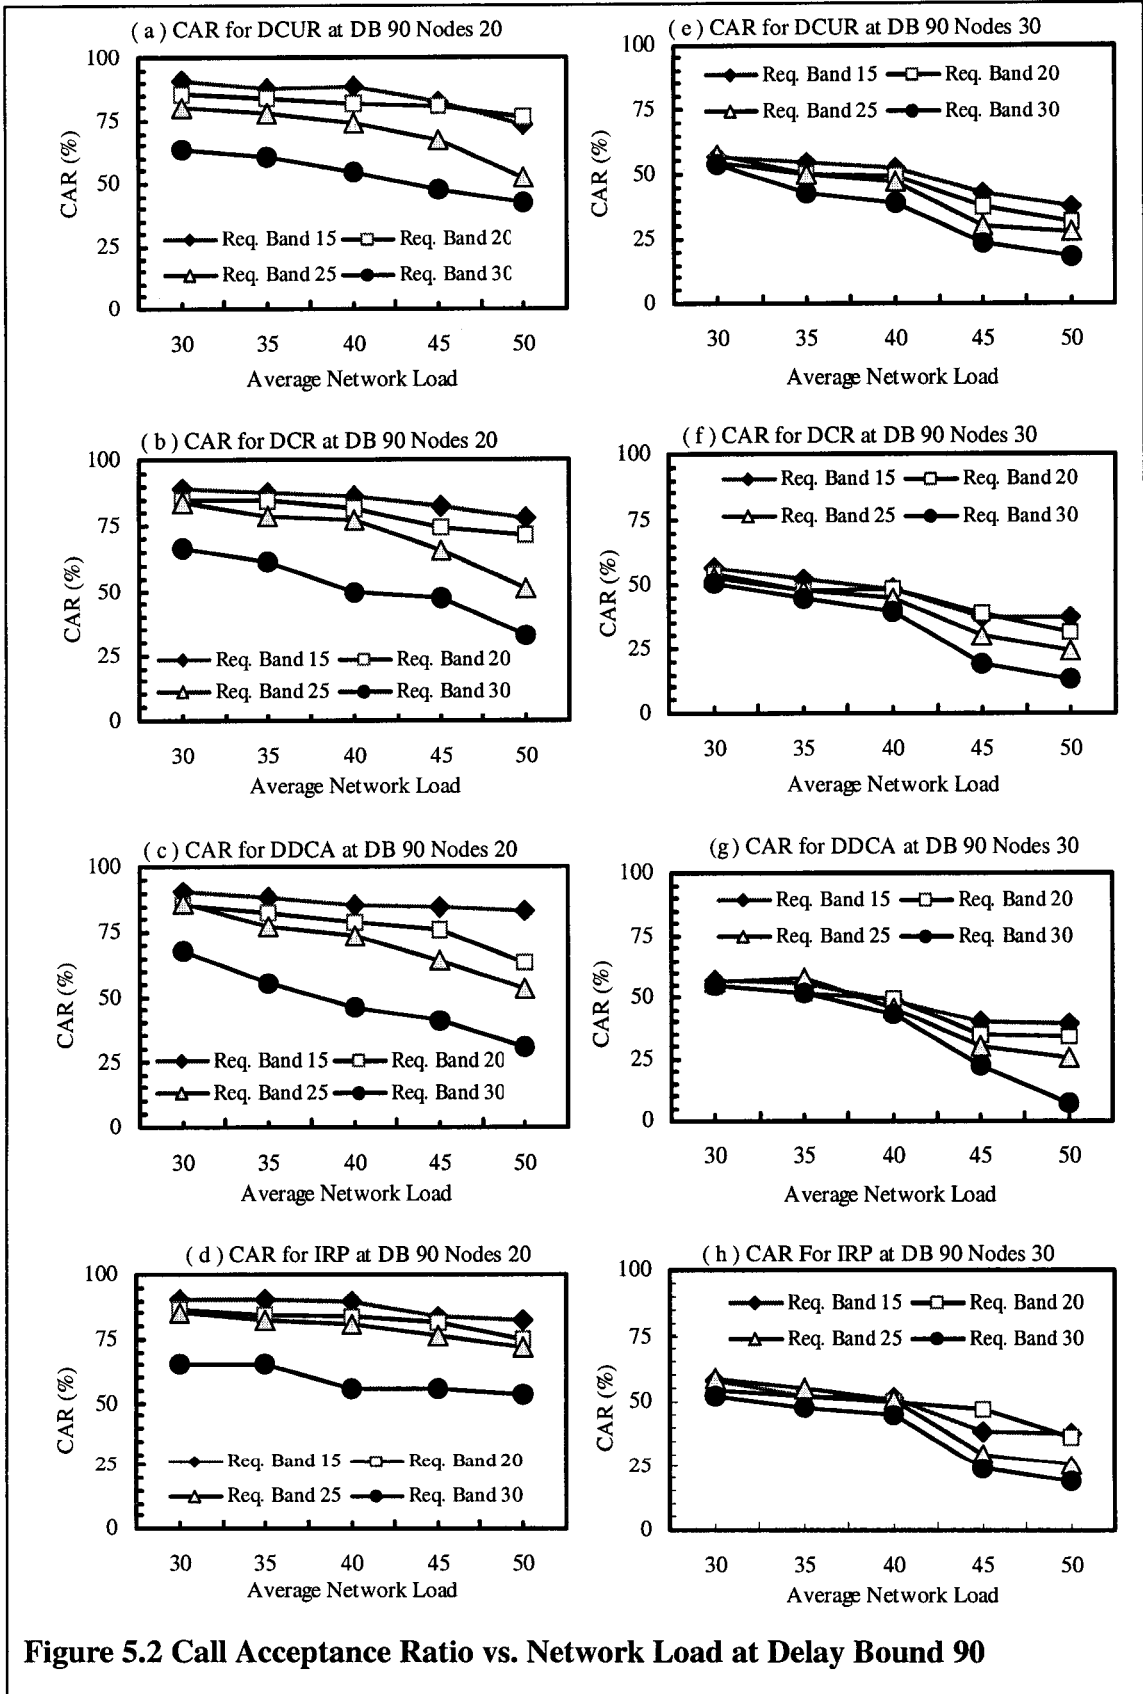 ( a ) CAR for DCUR at DB 90 Nodes 20
100
75
50
25
0
CAR (%)
Req. Band 15 Req. Band 20
Req. Band 25 Req. Band 30
30 35 40 45 50
Average Network Load
( e ) CAR for DCUR at DB 90 Nodes 30
100
75
50
25
0
CAR (%)
Req. Band 15 Req. Band 20
Req. Band 25 Req. Band 30
30 35 40 45 50
Average Network Load
( b ) CAR for DCR at DB 90 Nodes 20
100
75
50
25
0
CAR (%)
Req. Band 15 Req. Band 20
Req. Band 25 Req. Band 30
30 35 40 45 50
Average Network Load
( f ) CAR for DCR at DB 90 Nodes 30
100
75
50
25
0
CAR (%)
Req. Band 15 Req. Band 20
Req. Band 25 Req. Band 30
30 35 40 45 50
Average Network Load
( c ) CAR for DDCA at DB 90 Nodes 20
100
75
50
25
0
CAR (%)
Req. Band 15 Req. Band 20
Req. Band 25 Req. Band 30
30 35 40 45 50
Average Network Load
(g) CAR for DDCA at DB 90 Nodes 30
100
75
50
25
0
CAR (%)
Req. Band 15 Req. Band 20
Req. Band 25 Req. Band 30
30 35 40 45 50
Average Network Load
( d ) CAR for IRP at DB 90 Nodes 20
100
75
50
25
0
CAR (%)
Req. Band 15 Req. Band 20
Req. Band 25 Req. Band 30
30 35 40 45 50
Average Network Load
( h ) CAR For IRP at DB 90 Nodes 30
100
75
50
25
0
CAR (%)
Req. Band 15 Req. Band 20
Req. Band 25 Req. Band 30
30 35 40 45 50
Average Network Load
Figure 5.2 Call Acceptance Ratio vs. Network Load at Delay Bound 90